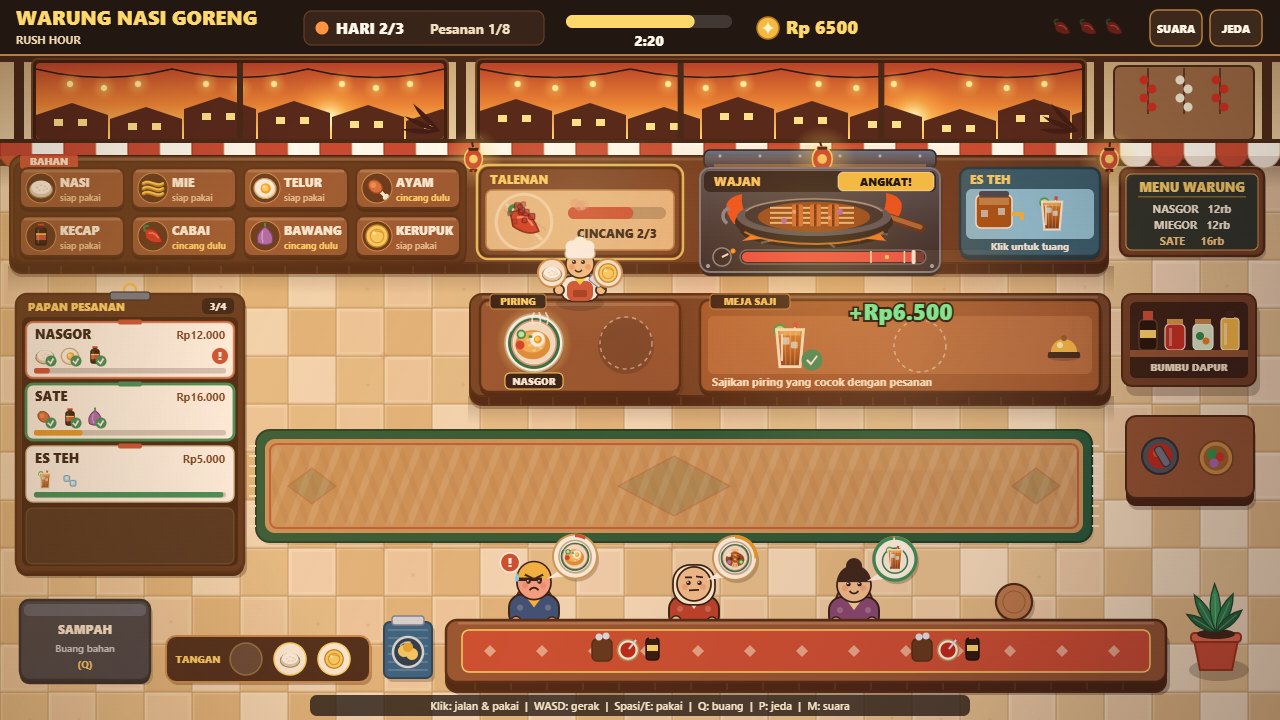 WARUNG NASI GORENG
RUSH HOUR
HARI 2/3 Pesanan 1/8
2:20
Rp 6500
SUARA
JEDA
BAHAN
NASI
siap pakai
MIE
siap pakai
TELUR
siap pakai
AYAM
cincang dulu
KECAP
siap pakai
CABAI
cincang dulu
BAWANG
cincang dulu
KERUPUK
siap pakai
TALENAN
CINCANG 2/3
WAJAN
ANGKAT!
ES TEH
Klik untuk tuang
MENU WARUNG
NASGOR 12rb
MIEGOR 12rb
SATE 16rb
PAPAN PESANAN
3/4
NASGOR Rp12.000
!
SATE Rp16.000
ES TEH Rp5.000
PIRING
NASGOR
MEJA SAJI
+Rp6.500
Sajikan piring yang cocok dengan pesanan
BUMBU DAPUR
!
SAMPAH
Buang bahan
(Q)
TANGAN
Klik: jalan & pakai | WASD: gerak | Spasi/E: pakai | Q: buang | P: jeda | M: suara